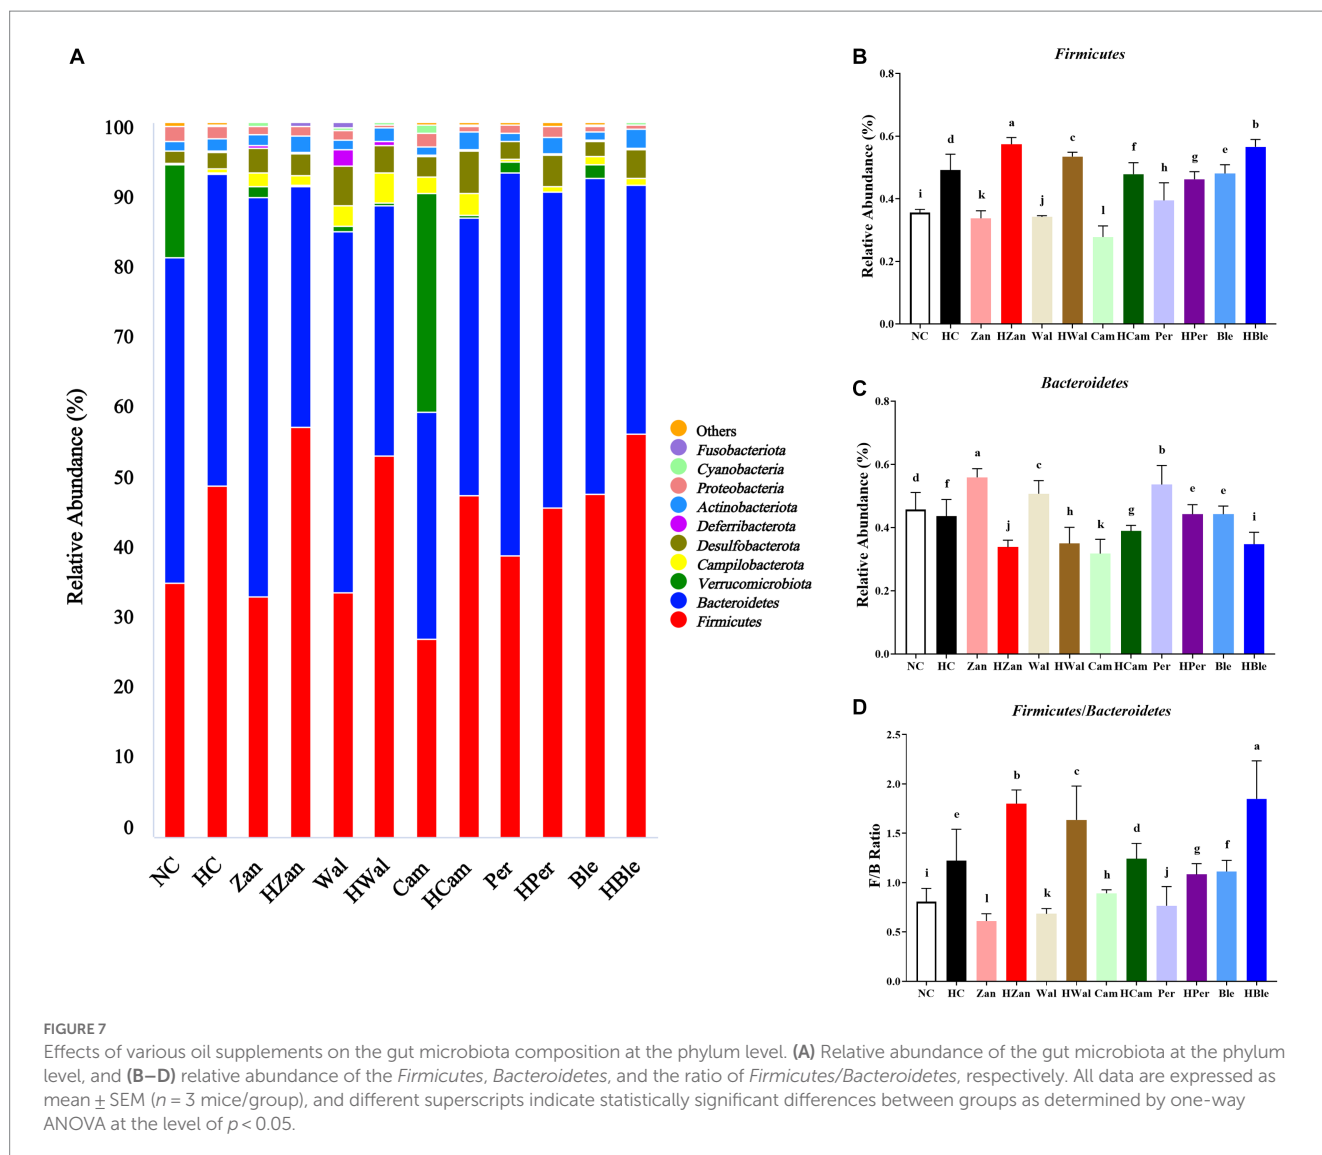 A
Relative Abundance (%)
100
90
80
70
60
50
40
30
20
10
0
NC HC Zan HZan Wal HWal Cam HCam Per HPer Ble HBle
Others
Fusobacteriota
Cyanobacteria
Proteobacteria
Actinobacteriota
Deferribacterota
Desulfobacterota
Campilobacterota
Verrucomicrobiota
Bacteroidetes
Firmicutes
B
Firmicutes
Relative Abundance (%)
0.8
0.6
0.4
0.2
0.0
i d k a j c l f h g e b
NC HC Zan HZan Wal HWal Cam HCam Per HPer Ble HBle
C
Bacteroidetes
Relative Abundance (%)
0.8
0.6
0.4
0.2
0.0
d f a j c h k g b e e i
NC HC Zan HZan Wal HWal Cam HCam Per HPer Ble HBle
D
Firmicutes/Bacteroidetes
F/B Ratio
2.5
2.0
1.5
1.0
0.5
0.0
i e l b k c h d j g f a
NC HC Zan HZan Wal HWal Cam HCam Per HPer Ble HBle
FIGURE 7
Effects of various oil supplements on the gut microbiota composition at the phylum level. (A) Relative abundance of the gut microbiota at the phylum
level, and (B–D) relative abundance of the Firmicutes, Bacteroidetes, and the ratio of Firmicutes/Bacteroidetes, respectively. All data are expressed as
mean ± SEM (n = 3 mice/group), and different superscripts indicate statistically significant differences between groups as determined by one-way
ANOVA at the level of p < 0.05.